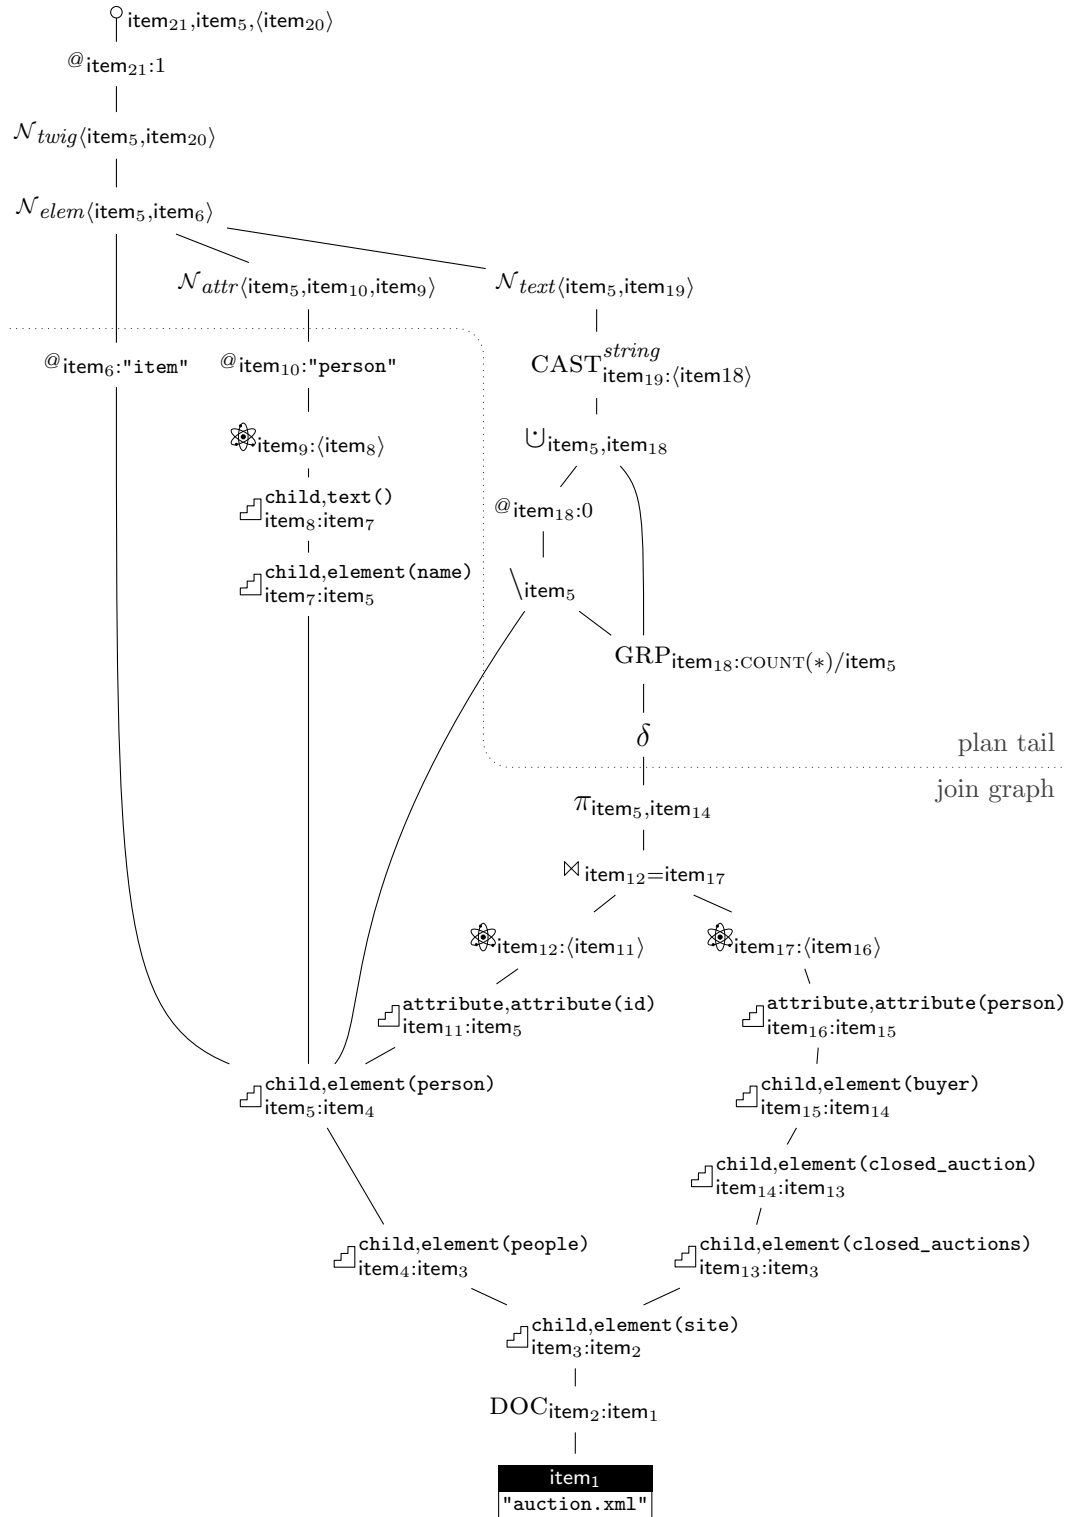 item₂₁,item₅,⟨item₂₀⟩
@item₂₁:1
𝒩twig⟨item₅,item₂₀⟩
𝒩elem⟨item₅,item₆⟩
𝒩attr⟨item₅,item₁₀,item₉⟩
𝒩text⟨item₅,item₁₉⟩
@item₆:"item"
@item₁₀:"person"
CAST string item₁₉:⟨item18⟩
item₉:⟨item₈⟩
⊍item₅,item₁₈
child,text()
item₈:item₇
@item₁₈:0
child,element(name)
item₇:item₅
\item₅
GRPitem₁₈:COUNT(*)/item₅
δ
plan tail
join graph
πitem₅,item₁₄
⋈item₁₂=item₁₇
item₁₂:⟨item₁₁⟩
item₁₇:⟨item₁₆⟩
attribute,attribute(id)
item₁₁:item₅
attribute,attribute(person)
item₁₆:item₁₅
child,element(person)
item₅:item₄
child,element(buyer)
item₁₅:item₁₄
child,element(closed_auction)
item₁₄:item₁₃
child,element(people)
item₄:item₃
child,element(closed_auctions)
item₁₃:item₃
child,element(site)
item₃:item₂
DOCitem₂:item₁
item₁
"auction.xml"